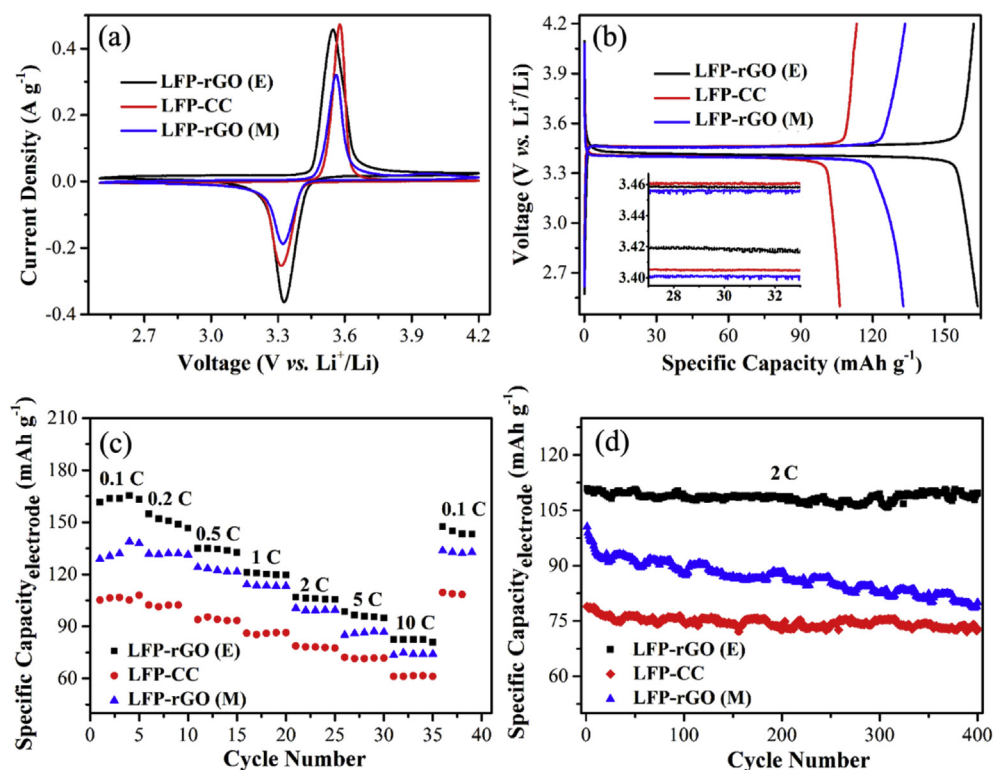 (a)
LFP-rGO (E)
LFP-CC
LFP-rGO (M)
Current Density (A g⁻¹)
0.4
0.2
0.0
-0.2
-0.4
2.7 3.0 3.3 3.6 3.9 4.2
Voltage (V vs. Li⁺/Li)
(b)
LFP-rGO (E)
LFP-CC
LFP-rGO (M)
Voltage (V vs. Li⁺/Li)
4.2
3.9
3.6
3.3
3.0
2.7
3.46
3.42
3.40
28 30 32
0 30 60 90 120 150
Specific Capacity (mAh g⁻¹)
(c)
Specific Capacity electrode (mAh g⁻¹)
210
180
150
120
90
60
0.1 C
0.2 C
0.5 C
1 C
2 C
5 C
10 C
0.1 C
LFP-rGO (E)
LFP-CC
LFP-rGO (M)
0 5 10 15 20 25 30 35 40
Cycle Number
(d)
Specific Capacity electrode (mAh g⁻¹)
120
105
90
75
60
2 C
LFP-rGO (E)
LFP-CC
LFP-rGO (M)
0 100 200 300 400
Cycle Number